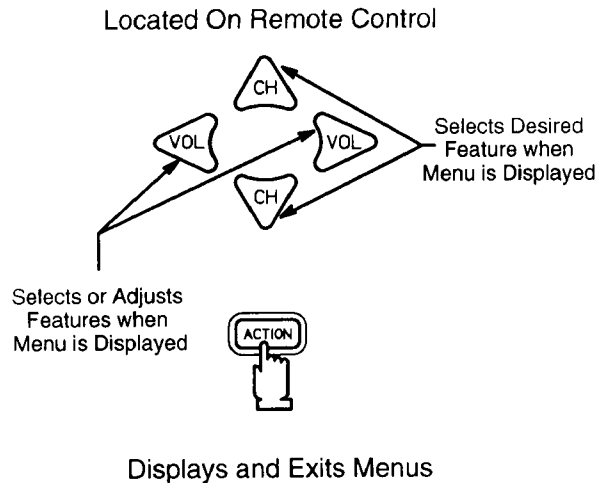 Located On Remote Control
CH
VOL
VOL
CH
Selects Desired
Feature when
Menu is Displayed
Selects or Adjusts
Features when
Menu is Displayed
ACTION
Displays and Exits Menus